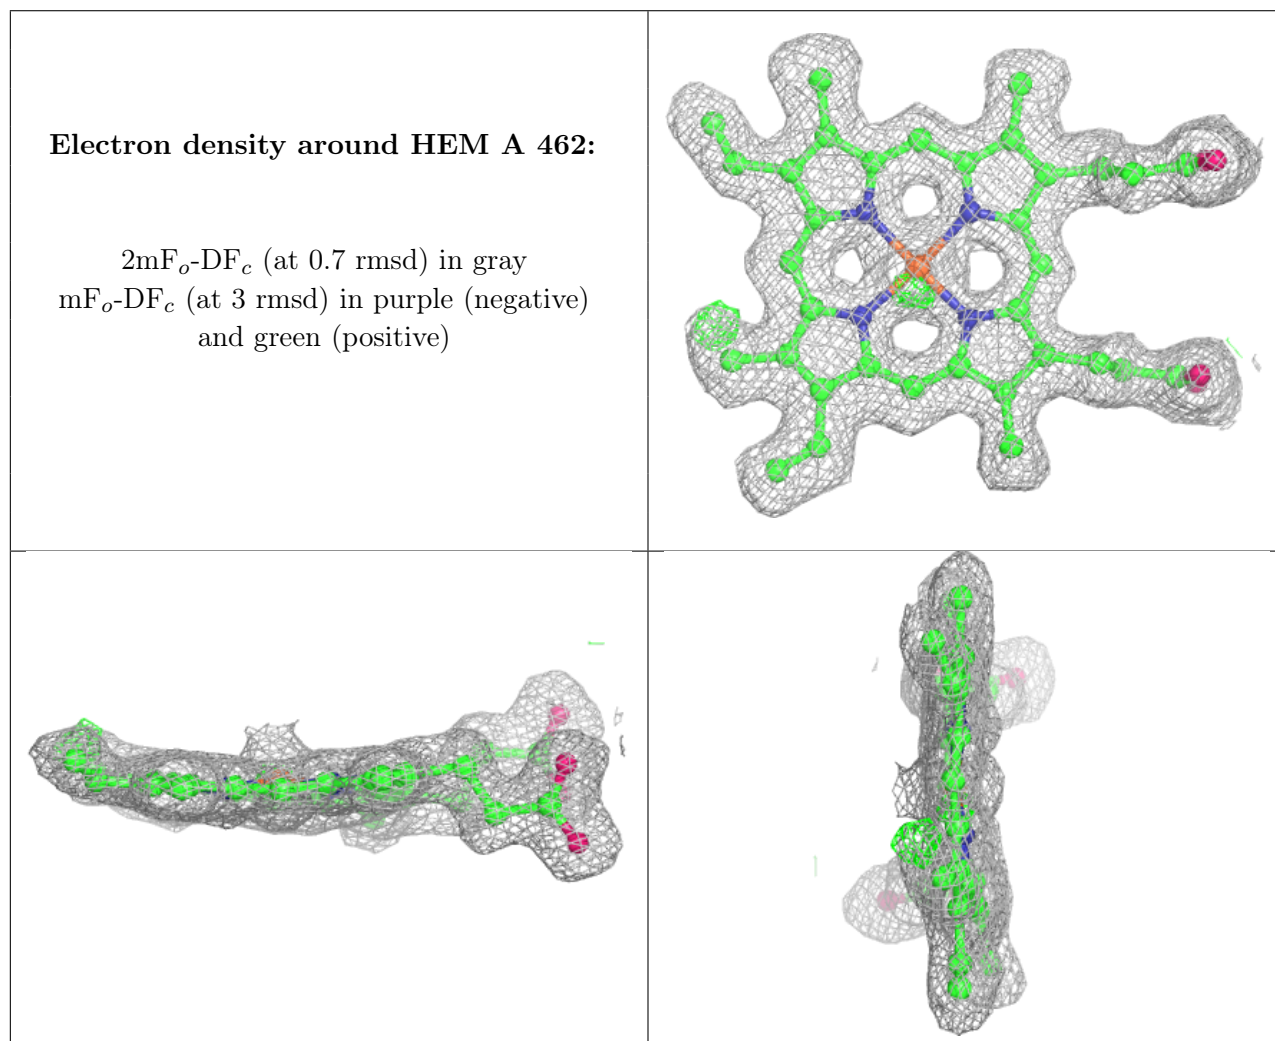 Electron density around HEM A 462:
2mFo-DFc (at 0.7 rmsd) in gray
mFo-DFc (at 3 rmsd) in purple (negative)
and green (positive)